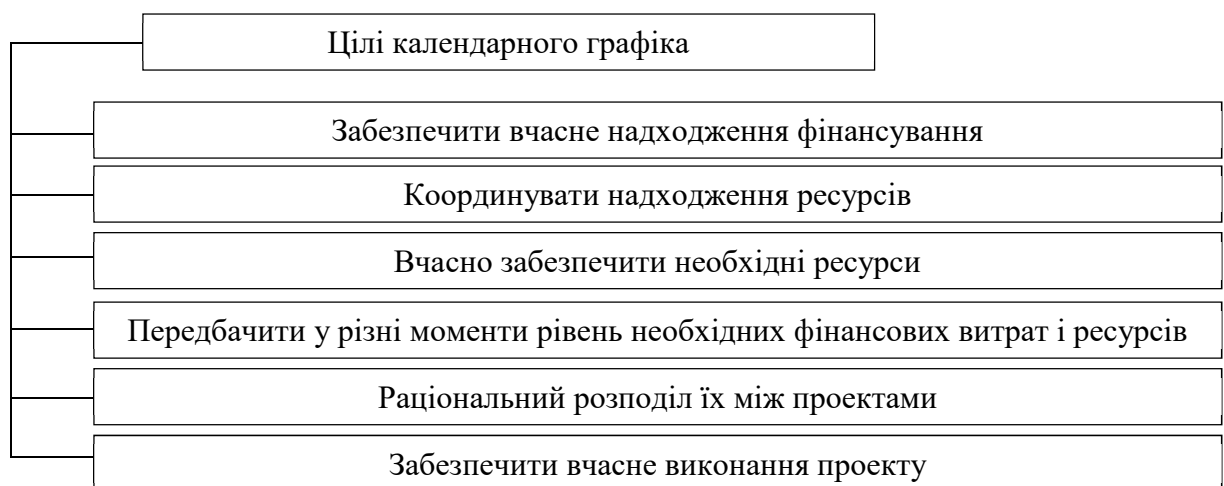 Цілі календарного графіка
Забезпечити вчасне надходження фінансування
Координувати надходження ресурсів
Вчасно забезпечити необхідні ресурси
Передбачити у різні моменти рівень необхідних фінансових витрат і ресурсів
Раціональний розподіл їх між проектами
Забезпечити вчасне виконання проекту